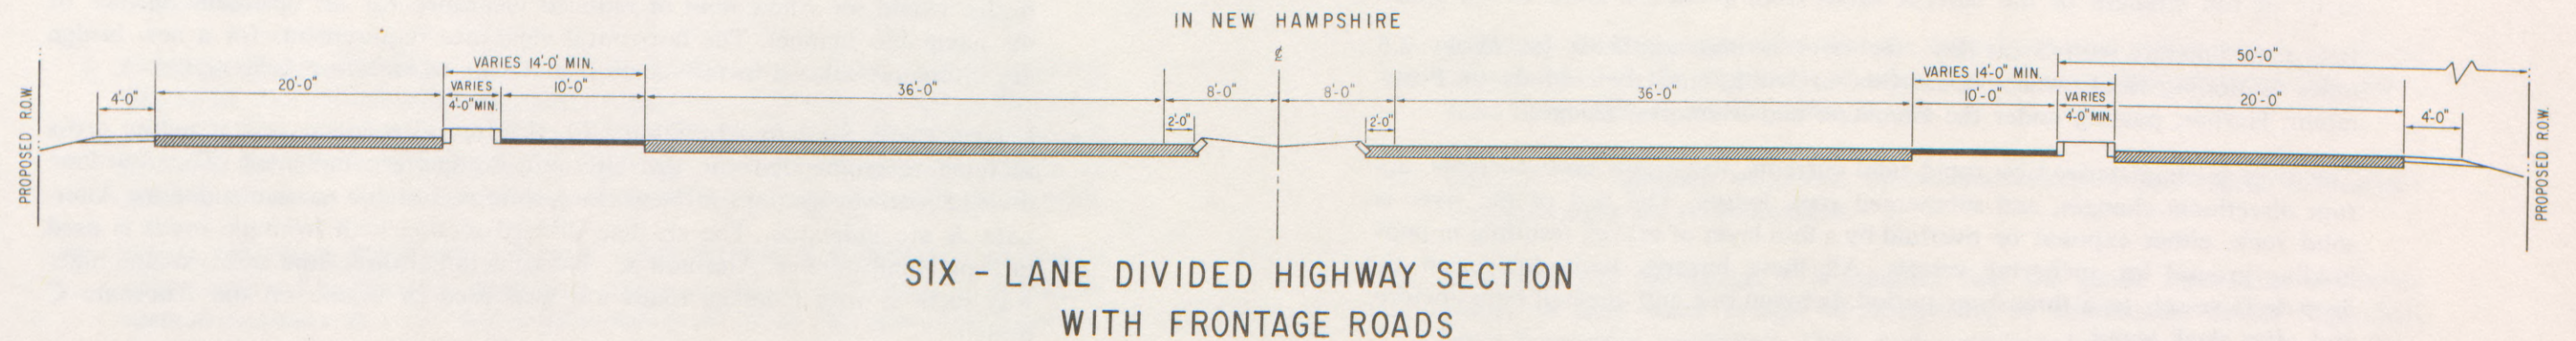 IN NEW HAMPSHIRE
℄
VARIES 14'-0' MIN.
50'-0"
VARIES 14'-0" MIN.
4'-0"
20'-0"
VARIES
4'-0"MIN.
10'-0"
36'-0"
8'-0"
8'-0"
36'-0"
10'-0"
VARIES
4'-0"MIN.
20'-0"
4'-0"
2'-0"
2'-0"
PROPOSED R.O.W.
PROPOSED R.O.W.
SIX - LANE DIVIDED HIGHWAY SECTION
WITH FRONTAGE ROADS